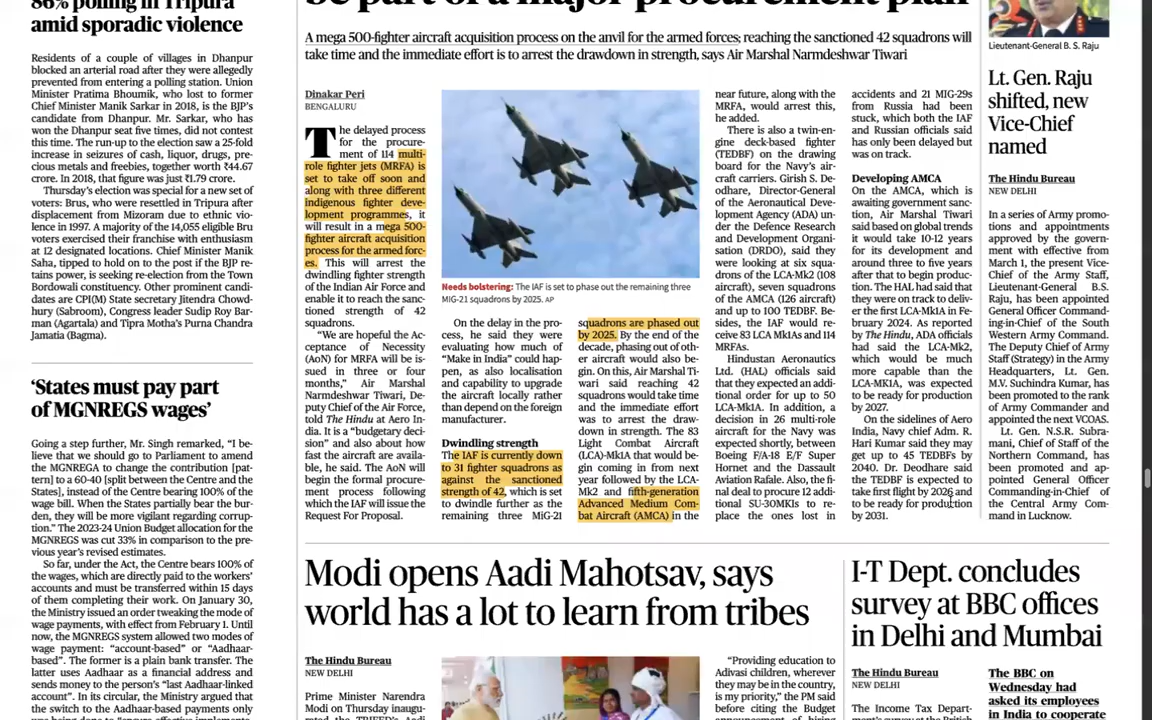 86% polling in Tripura
amid sporadic violence
Residents of a couple of villages in Dhanpur
blocked an arterial road after they were allegedly
prevented from entering a polling station. Union
Minister Pratima Bhoumik, who lost to former
Chief Minister Manik Sarkar in 2018, is the BJP's
candidate from Dhanpur. Mr. Sarkar, who has
won the Dhanpur seat five times, did not contest
this time. The run-up to the election saw a 25-fold
increase in seizures of cash, liquor, drugs, pre-
cious metals and freebies, together worth ₹44.67
crore. In 2018, that figure was just ₹1.79 crore.
Thursday's election was special for a new set of
voters: Brus, who were resettled in Tripura after
displacement from Mizoram due to ethnic vio-
lence in 1997. A majority of the 14,055 eligible Bru
voters exercised their franchise with enthusiasm
at 12 designated locations. Chief Minister Manik
Saha, tipped to hold on to the post if the BJP re-
tains power, is seeking re-election from the Town
Bordowali constituency. Other prominent candi-
dates are CPI(M) State secretary Jitendra Chowd-
hury (Sabroom), Congress leader Sudip Roy Bar-
man (Agartala) and Tipra Motha's Purna Chandra
Jamatia (Bagma).
'States must pay part
of MGNREGS wages'
Going a step further, Mr. Singh remarked, "I be-
lieve that we should go to Parliament to amend
the MGNREGA to change the contribution [pat-
tern] to a 60-40 [split between the Centre and the
States], instead of the Centre bearing 100% of the
wage bill. When the States partially bear the bur-
den, they will be more vigilant regarding corrup-
tion." The 2023-24 Union Budget allocation for the
MGNREGS was cut 33% in comparison to the pre-
vious year's revised estimates.
So far, under the Act, the Centre bears 100% of
the wages, which are directly paid to the workers'
accounts and must be transferred within 15 days
of them completing their work. On January 30,
the Ministry issued an order tweaking the mode of
wage payments, with effect from February 1. Until
now, the MGNREGS system allowed two modes of
wage payment: "account-based" or "Aadhaar-
based". The former is a plain bank transfer. The
latter uses Aadhaar as a financial address and
sends money to the person's "last Aadhaar-linked
account". In its circular, the Ministry argued that
the switch to the Aadhaar-based payments only
be part of a major procurement plan
A mega 500-fighter aircraft acquisition process on the anvil for the armed forces; reaching the sanctioned 42 squadrons will
take time and the immediate effort is to arrest the drawdown in strength, says Air Marshal Narmdeshwar Tiwari
Dinakar Peri
BENGALURU
The delayed process
for the procure-
ment of 114 multi-
role fighter jets (MRFA) is
set to take off soon and
along with three different
indigenous fighter deve-
lopment programmes, it
will result in a mega 500-
fighter aircraft acquisition
process for the armed forc-
es. This will arrest the
dwindling fighter strength
of the Indian Air Force and
enable it to reach the sanc-
tioned strength of 42
squadrons.
"We are hopeful the Ac-
ceptance of Necessity
(AoN) for MRFA will be is-
sued in three or four
months," Air Marshal
Narmdeshwar Tiwari, De-
puty Chief of the Air Force,
told The Hindu at Aero In-
dia. It is a "budgetary deci-
sion" and also about how
fast the aircraft are availa-
ble, he said. The AoN will
begin the formal procure-
ment process following
which the IAF will issue the
Request For Proposal.
Needs bolstering: The IAF is set to phase out the remaining three
MIG-21 squadrons by 2025. AP
On the delay in the pro-
cess, he said they were
evaluating how much of
"Make in India" could hap-
pen, as also localisation
and capability to upgrade
the aircraft locally rather
than depend on the foreign
manufacturer.
Dwindling strength
The IAF is currently down
to 31 fighter squadrons as
against the sanctioned
strength of 42, which is set
to dwindle further as the
remaining three MiG-21
squadrons are phased out
by 2025. By the end of the
decade, phasing out of oth-
er aircraft would also be-
gin. On this, Air Marshal Ti-
wari said reaching 42
squadrons would take time
and the immediate effort
was to arrest the draw-
down in strength. The 83
Light Combat Aircraft
(LCA)-Mk1A that would be-
gin coming in from next
year followed by the LCA-
Mk2 and fifth-generation
Advanced Medium Com-
bat Aircraft (AMCA) in the
near future, along with the
MRFA, would arrest this,
he added.
There is also a twin-en-
gine deck-based fighter
(TEDBF) on the drawing
board for the Navy's air-
craft carriers. Girish S. De-
odhare, Director-General
of the Aeronautical Deve-
lopment Agency (ADA) un-
der the Defence Research
and Development Organi-
sation (DRDO), said they
were looking at six squa-
drons of the LCA-Mk2 (108
aircraft), seven squadrons
of the AMCA (126 aircraft)
and up to 100 TEDBF. Be-
sides, the IAF would re-
ceive 83 LCA Mk1As and 114
MRFAs.
Hindustan Aeronautics
Ltd. (HAL) officials said
that they expected an addi-
tional order for up to 50
LCA-Mk1A. In addition, a
decision in 26 multi-role
aircraft for the Navy was
expected shortly, between
Boeing F/A-18 E/F Super
Hornet and the Dassault
Aviation Rafale. Also, the fi-
nal deal to procure 12 addi-
tional SU-30MKIs to re-
place the ones lost in
accidents and 21 MIG-29s
from Russia had been
stuck, which both the IAF
and Russian officials said
has only been delayed but
was on track.
Developing AMCA
On the AMCA, which is
awaiting government sanc-
tion, Air Marshal Tiwari
said based on global trends
it would take 10-12 years
for its development and
around three to five years
after that to begin produc-
tion. The HAL had said that
they were on track to deliv-
er the first LCA-Mk1A in Fe-
bruary 2024. As reported
by The Hindu, ADA officials
had said the LCA-Mk2,
which would be much
more capable than the
LCA-MK1A, was expected
to be ready for production
by 2027.
On the sidelines of Aero
India, Navy chief Adm. R.
Hari Kumar said they may
get up to 45 TEDBFs by
2040. Dr. Deodhare said
the TEDBF is expected to
take first flight by 2026 and
to be ready for production
by 2031.
Lieutenant-General B. S. Raju
Lt. Gen. Raju
shifted, new
Vice-Chief
named
The Hindu Bureau
NEW DELHI
In a series of Army promo-
tions and appointments
approved by the govern-
ment with effective from
March 1, the present Vice-
Chief of the Army Staff,
Lieutenant-General B.S.
Raju, has been appointed
General Officer Command-
ing-in-Chief of the South
Western Army Command.
The Deputy Chief of Army
Staff (Strategy) in the Army
Headquarters, Lt. Gen.
M.V. Suchindra Kumar, has
been promoted to the rank
of Army Commander and
appointed the next VCOAS.
Lt. Gen. N.S.R. Subra-
mani, Chief of Staff of the
Northern Command, has
been promoted and ap-
pointed General Officer
Commanding-in-Chief of
the Central Army Com-
mand in Lucknow.
Modi opens Aadi Mahotsav, says
world has a lot to learn from tribes
The Hindu Bureau
NEW DELHI
Prime Minister Narendra
Modi on Thursday inaugu-
rated the TRIFED's Aadi
"Providing education to
Adivasi children, wherever
they may be in the country,
is my priority," the PM said
before citing the Budget
announcement of hiring
I-T Dept. concludes
survey at BBC offices
in Delhi and Mumbai
The Hindu Bureau
NEW DELHI
The Income Tax Depart-
ment's survey at the British
The BBC on
Wednesday had
asked its employees
in India to cooperate